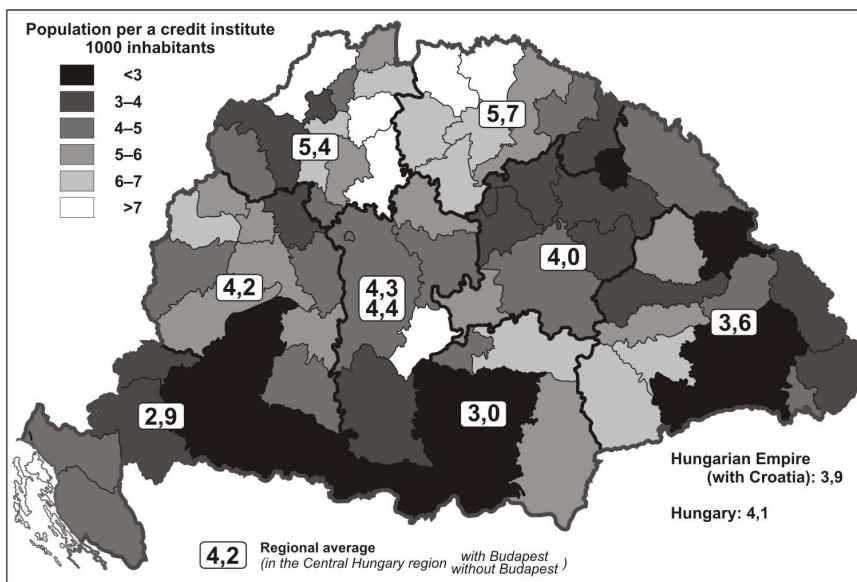 Population per a credit institute
1000 inhabitants
<3
3–4
4–5
5–6
6–7
>7
5,4
5,7
4,2
4,3
4,4
4,0
3,6
2,9
3,0
Hungarian Empire
(with Croatia): 3,9
Hungary: 4,1
4,2
Regional average
(in the Central Hungary region with Budapest
without Budapest)